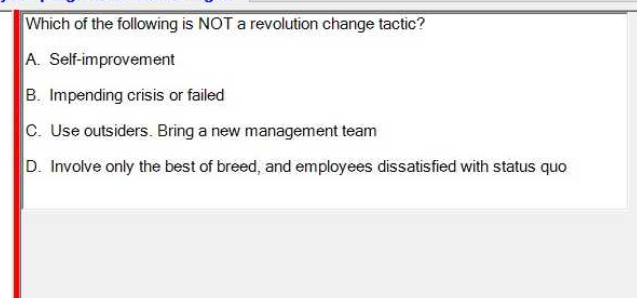 Which of the following is NOT a revolution change tactic?
A. Self-improvement
B. Impending crisis or failed
C. Use outsiders. Bring a new management team
D. Involve only the best of breed, and employees dissatisfied with status quo